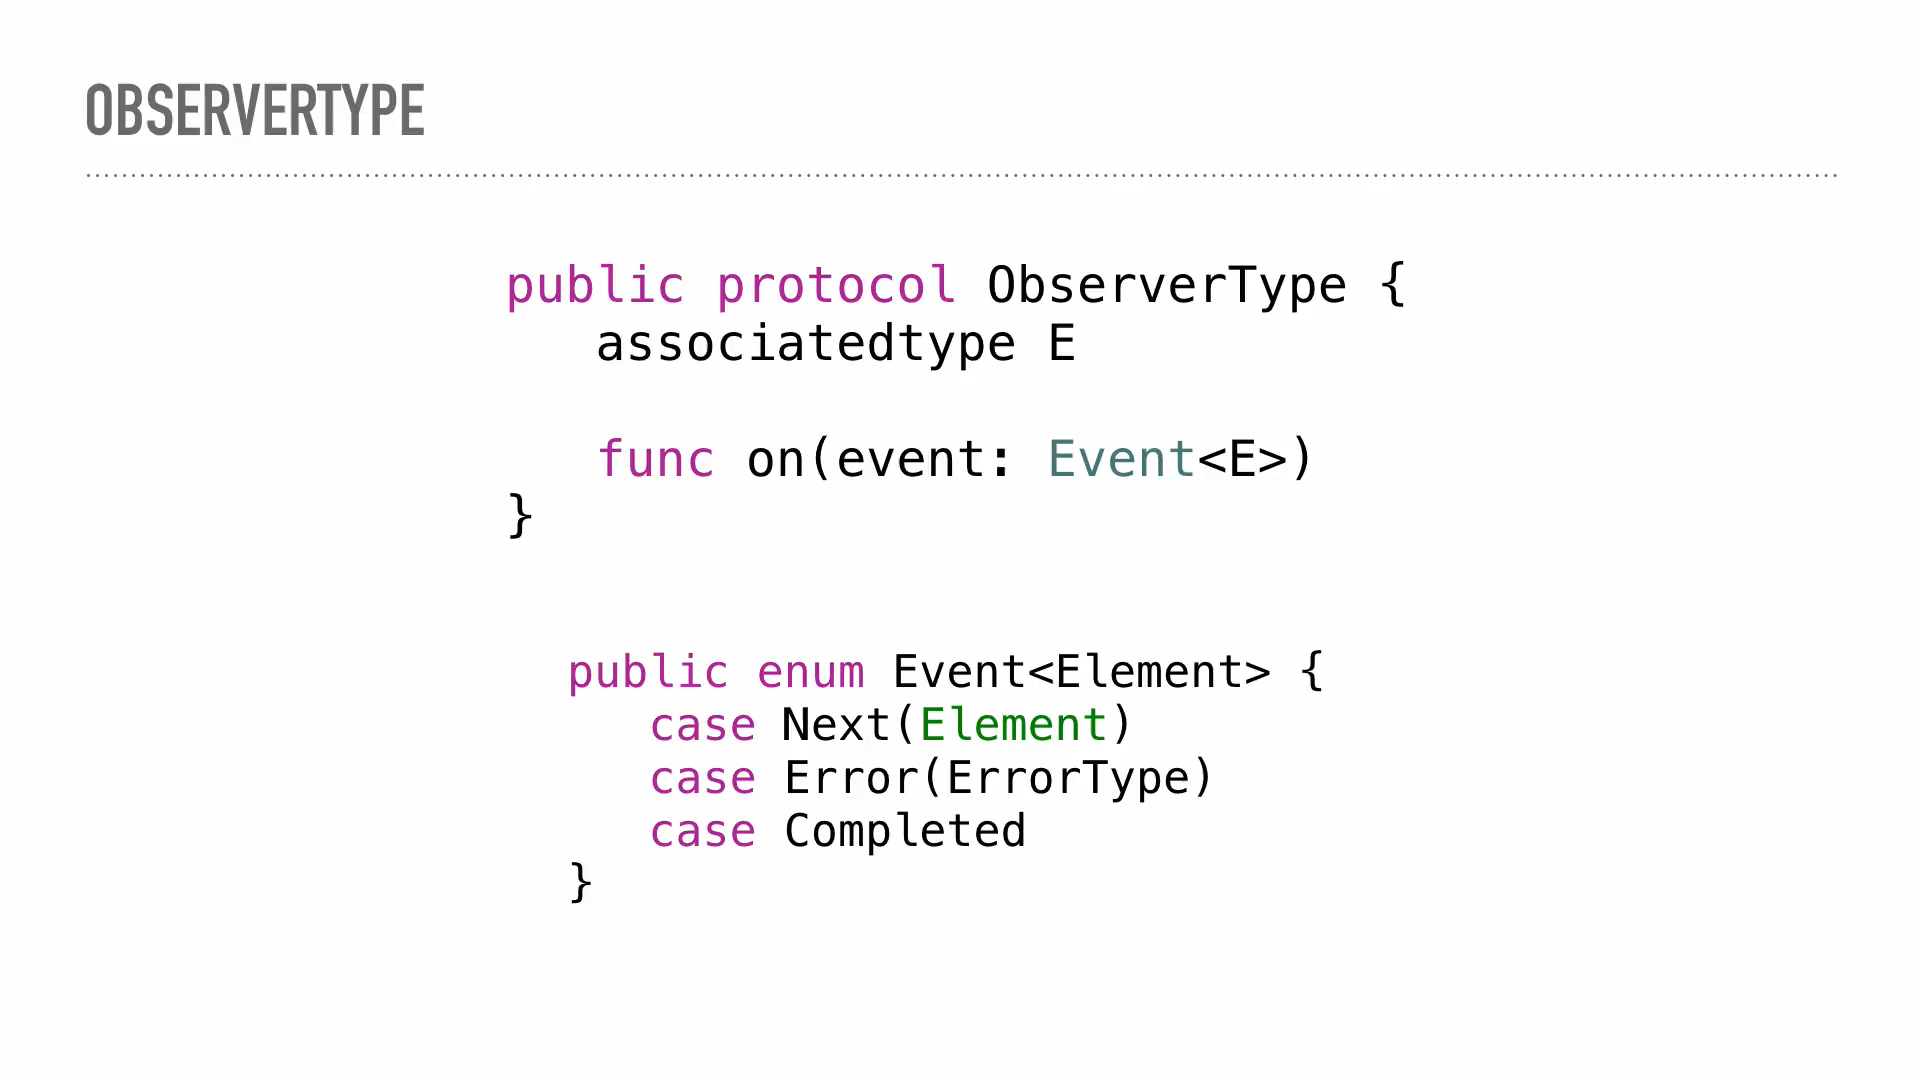 OBSERVERTYPE
public protocol ObserverType {
associatedtype E
func on(event: Event<E>)
}
public enum Event<Element> {
case Next(Element)
case Error(ErrorType)
case Completed
}